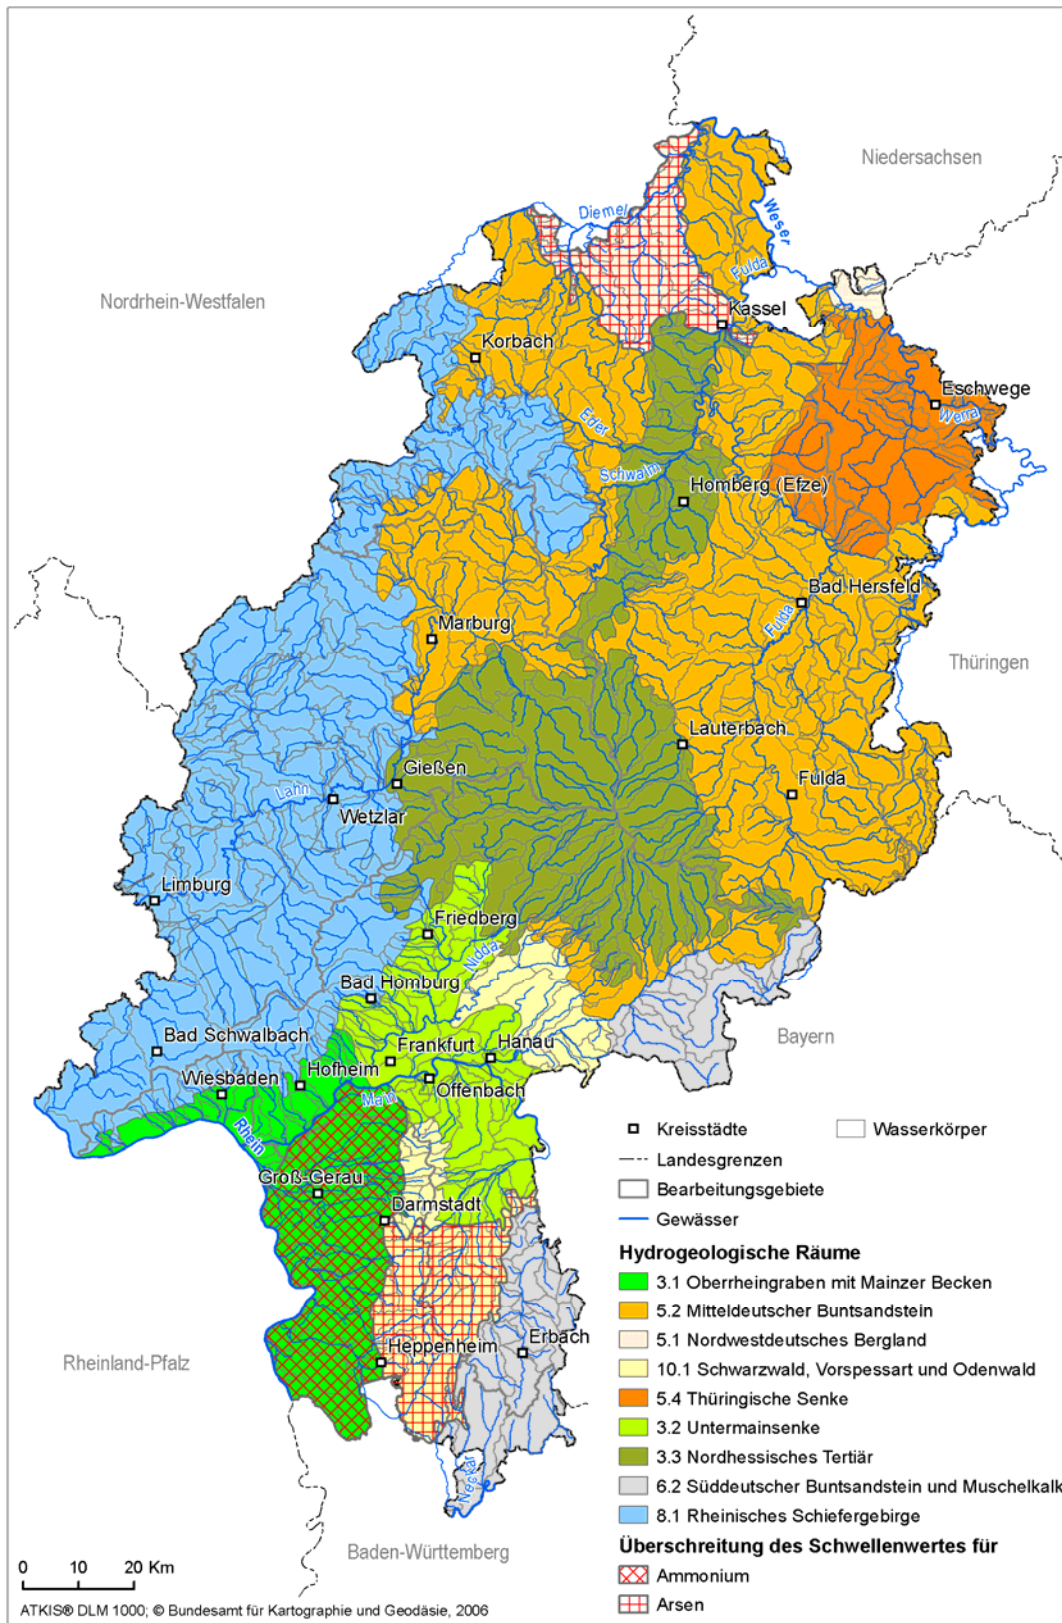 Niedersachsen
Diemel
Weser
Nordrhein-Westfalen
Fulda
Kassel
Korbach
Eschwege
Werra
Eder
Schwalm
Homberg (Efze)
Bad Hersfeld
Fulda
Marburg
Thüringen
Lauterbach
Gießen
Fulda
Lahn
Wetzlar
Limburg
Friedberg
Nidda
Bad Homburg
Bayern
Bad Schwalbach
Frankfurt
Hanau
Hofheim
Wiesbaden
Offenbach
Main
Rhein
Groß-Gerau
Darmstadt
Heppenheim
Erbach
Rheinland-Pfalz
Neckar
Baden-Württemberg
Kreisstädte
Wasserkörper
Landesgrenzen
Bearbeitungsgebiete
Gewässer
Hydrogeologische Räume
3.1 Oberrheingraben mit Mainzer Becken
5.2 Mitteldeutscher Buntsandstein
5.1 Nordwestdeutsches Bergland
10.1 Schwarzwald, Vorspessart und Odenwald
5.4 Thüringische Senke
3.2 Untermainsenke
3.3 Nordhessisches Tertiär
6.2 Süddeutscher Buntsandstein und Muschelkalk
8.1 Rheinisches Schiefergebirge
Überschreitung des Schwellenwertes für
Ammonium
Arsen
0 10 20 Km
ATKIS® DLM 1000; © Bundesamt für Kartographie und Geodäsie, 2006